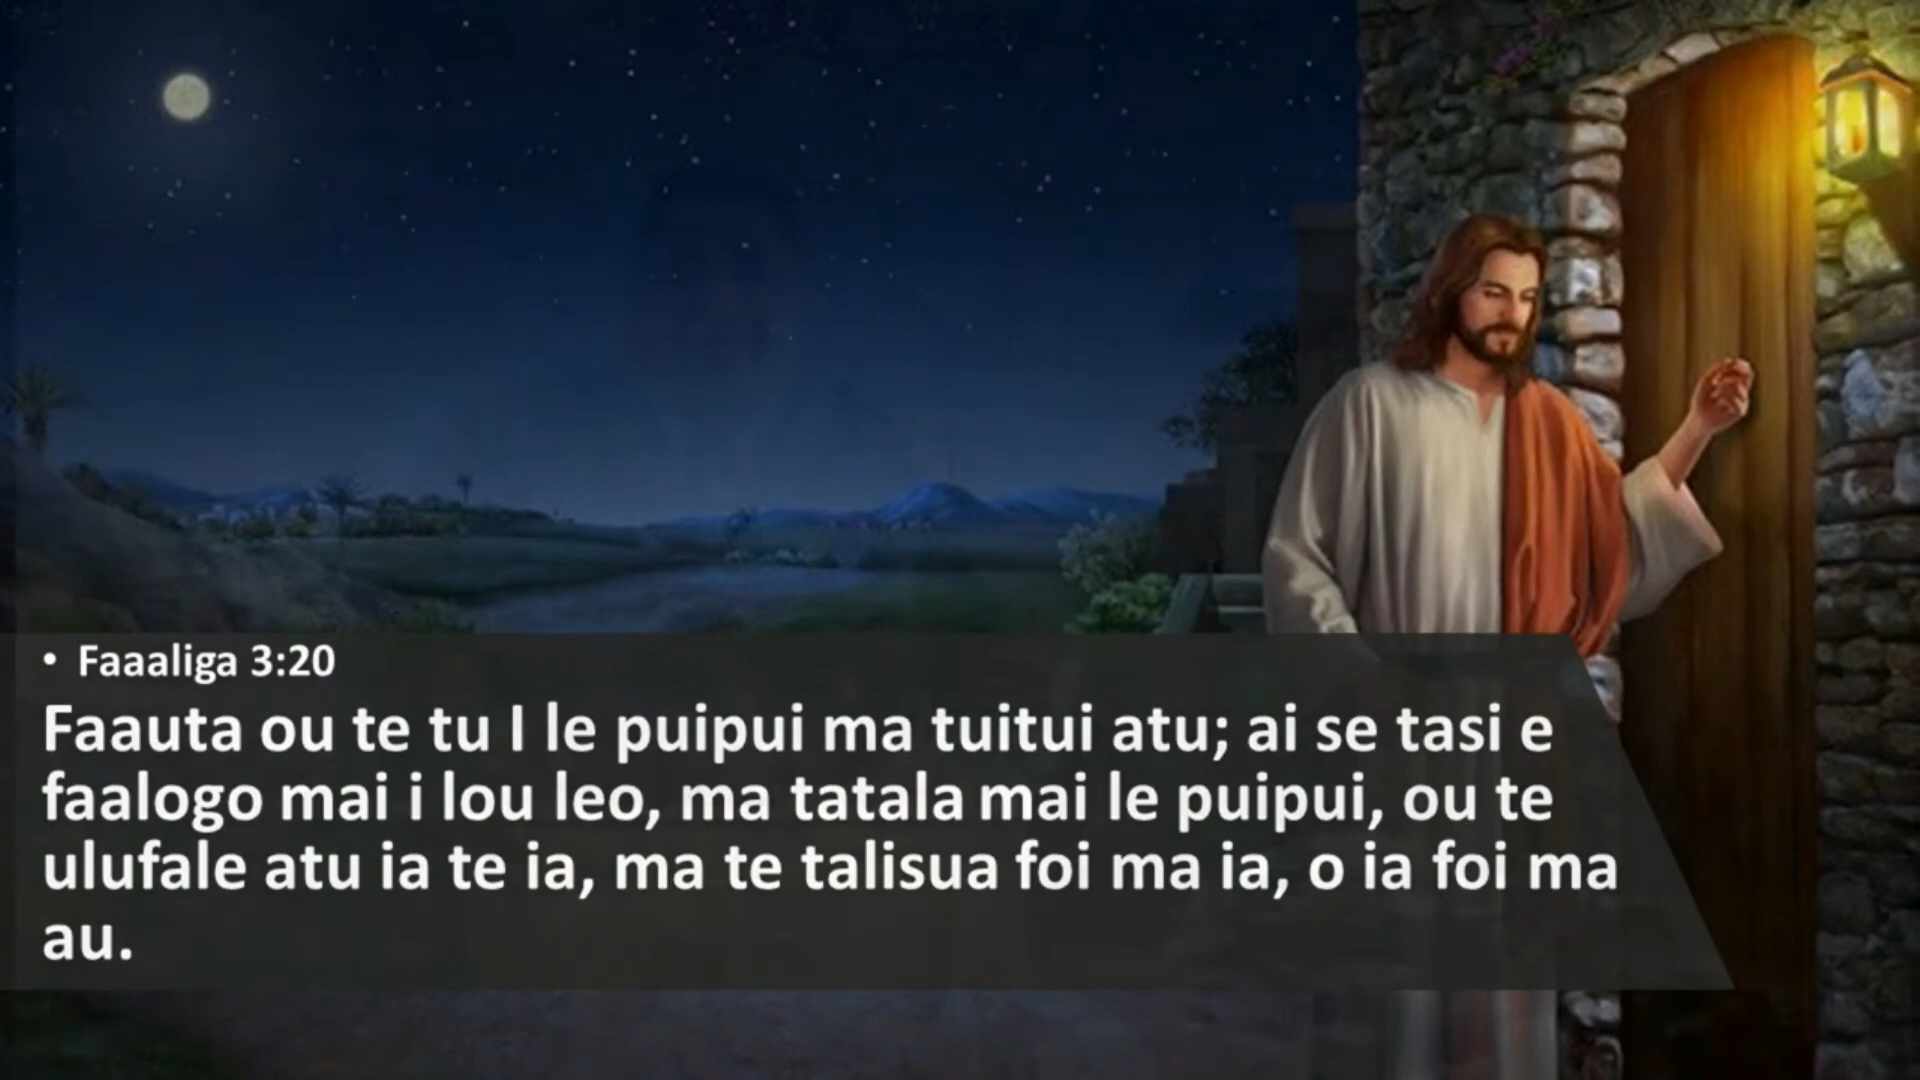 • Faaaliga 3:20
Faauta ou te tu I le puipui ma tuitui atu; ai se tasi e
faalogo mai i lou leo, ma tatala mai le puipui, ou te
ulufale atu ia te ia, ma te talisua foi ma ia, o ia foi ma
au.